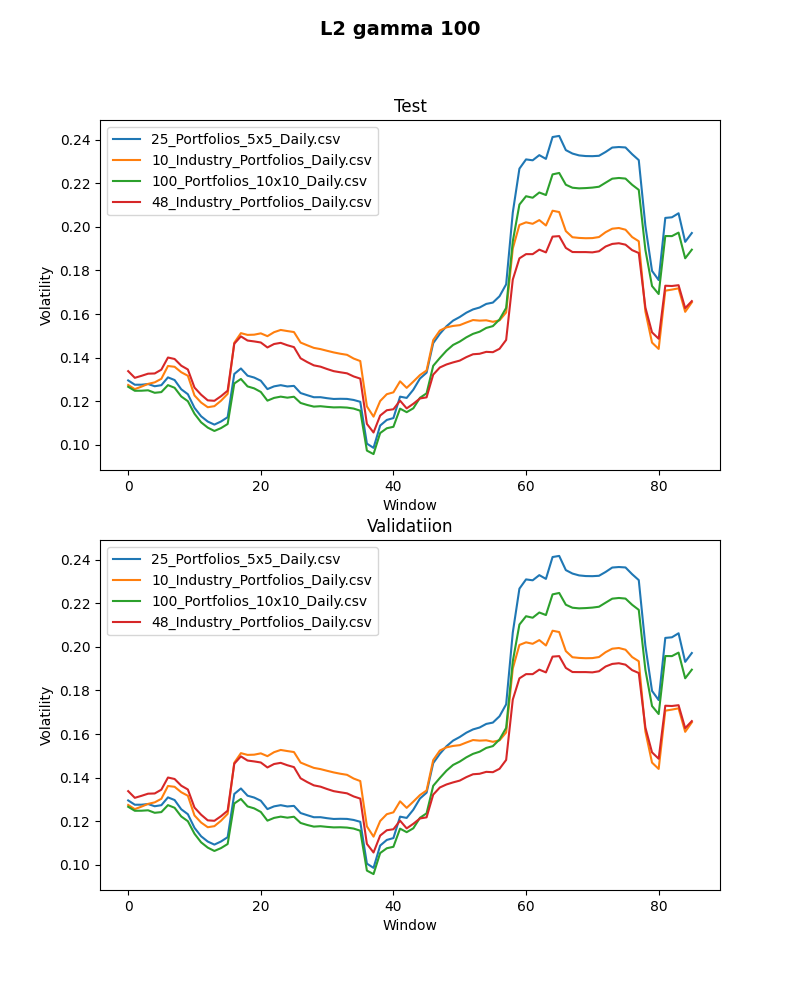 L2 gamma 100
Test
0.24
0.22
0.20
0.18
0.16
0.14
0.12
0.10
Volatility
25_Portfolios_5x5_Daily.csv
10_Industry_Portfolios_Daily.csv
100_Portfolios_10x10_Daily.csv
48_Industry_Portfolios_Daily.csv
0 20 40 60 80
Window
Validatiion
0.24
0.22
0.20
0.18
0.16
0.14
0.12
0.10
Volatility
25_Portfolios_5x5_Daily.csv
10_Industry_Portfolios_Daily.csv
100_Portfolios_10x10_Daily.csv
48_Industry_Portfolios_Daily.csv
0 20 40 60 80
Window